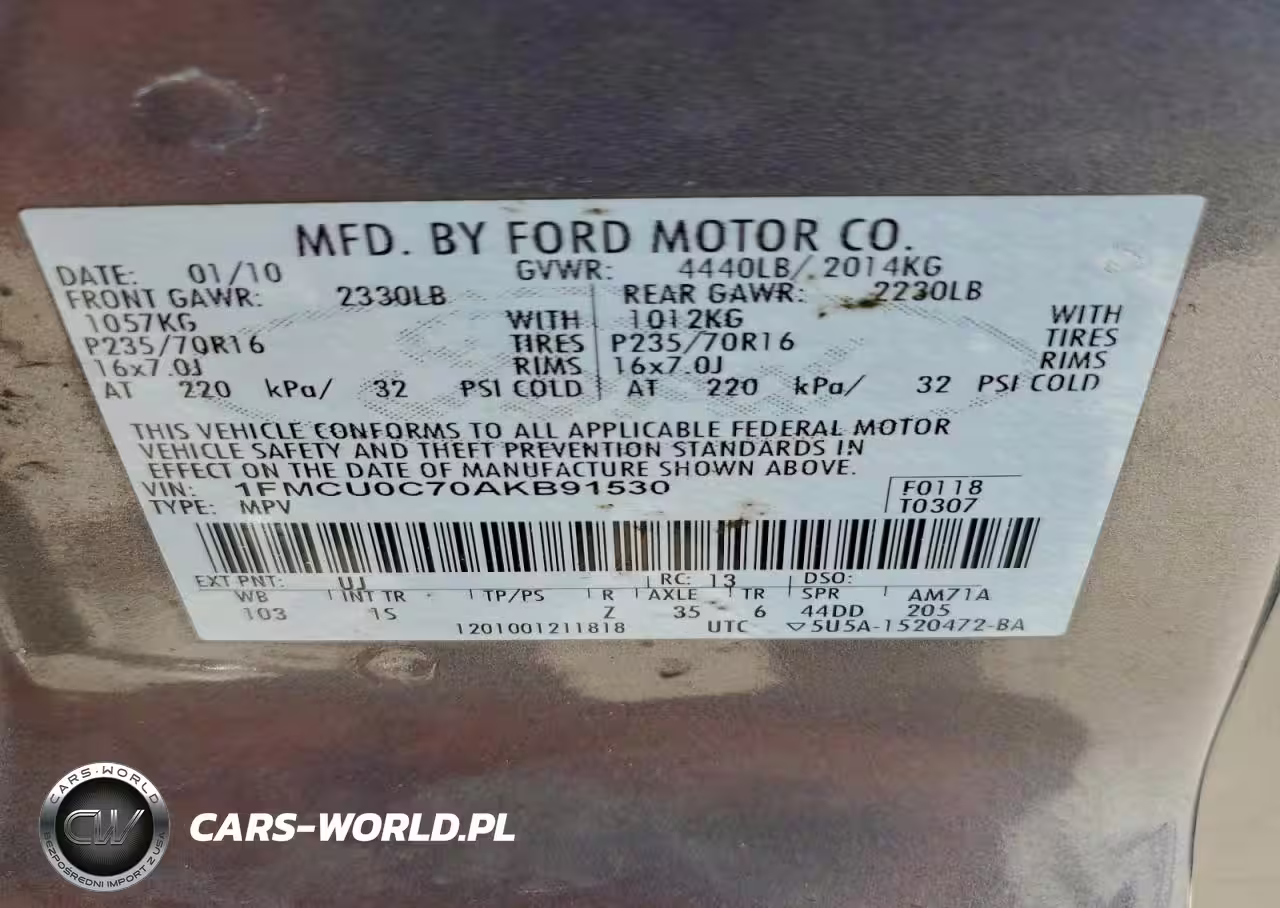 MFD. BY FORD MOTOR CO.
DATE: 01/10 GVWR: 4440LB/ 2014KG
FRONT GAWR: 2330LB REAR GAWR: 2230LB
1057KG WITH 1012KG WITH
P235/70R16 TIRES P235/70R16 TIRES
16x7.0J RIMS 16x7.0J RIMS
AT 220 kPa/ 32 PSI COLD AT 220 kPa/ 32 PSI COLD
THIS VEHICLE CONFORMS TO ALL APPLICABLE FEDERAL MOTOR
VEHICLE SAFETY AND THEFT PREVENTION STANDARDS IN
EFFECT ON THE DATE OF MANUFACTURE SHOWN ABOVE.
VIN: 1FMCU0C70AKB91530 F0118
TYPE: MPV T0307
EXT PNT: UJ RC: 13 DSO:
WB INT TR TP/PS R AXLE TR SPR AM71A
103 1S Z 35 6 44DD 205
1201001211818 UTC ▽5U5A-1520472-BA
CARS-WORLD
CW
BEZPOŚREDNI IMPORT Z USA
CARS-WORLD.PL